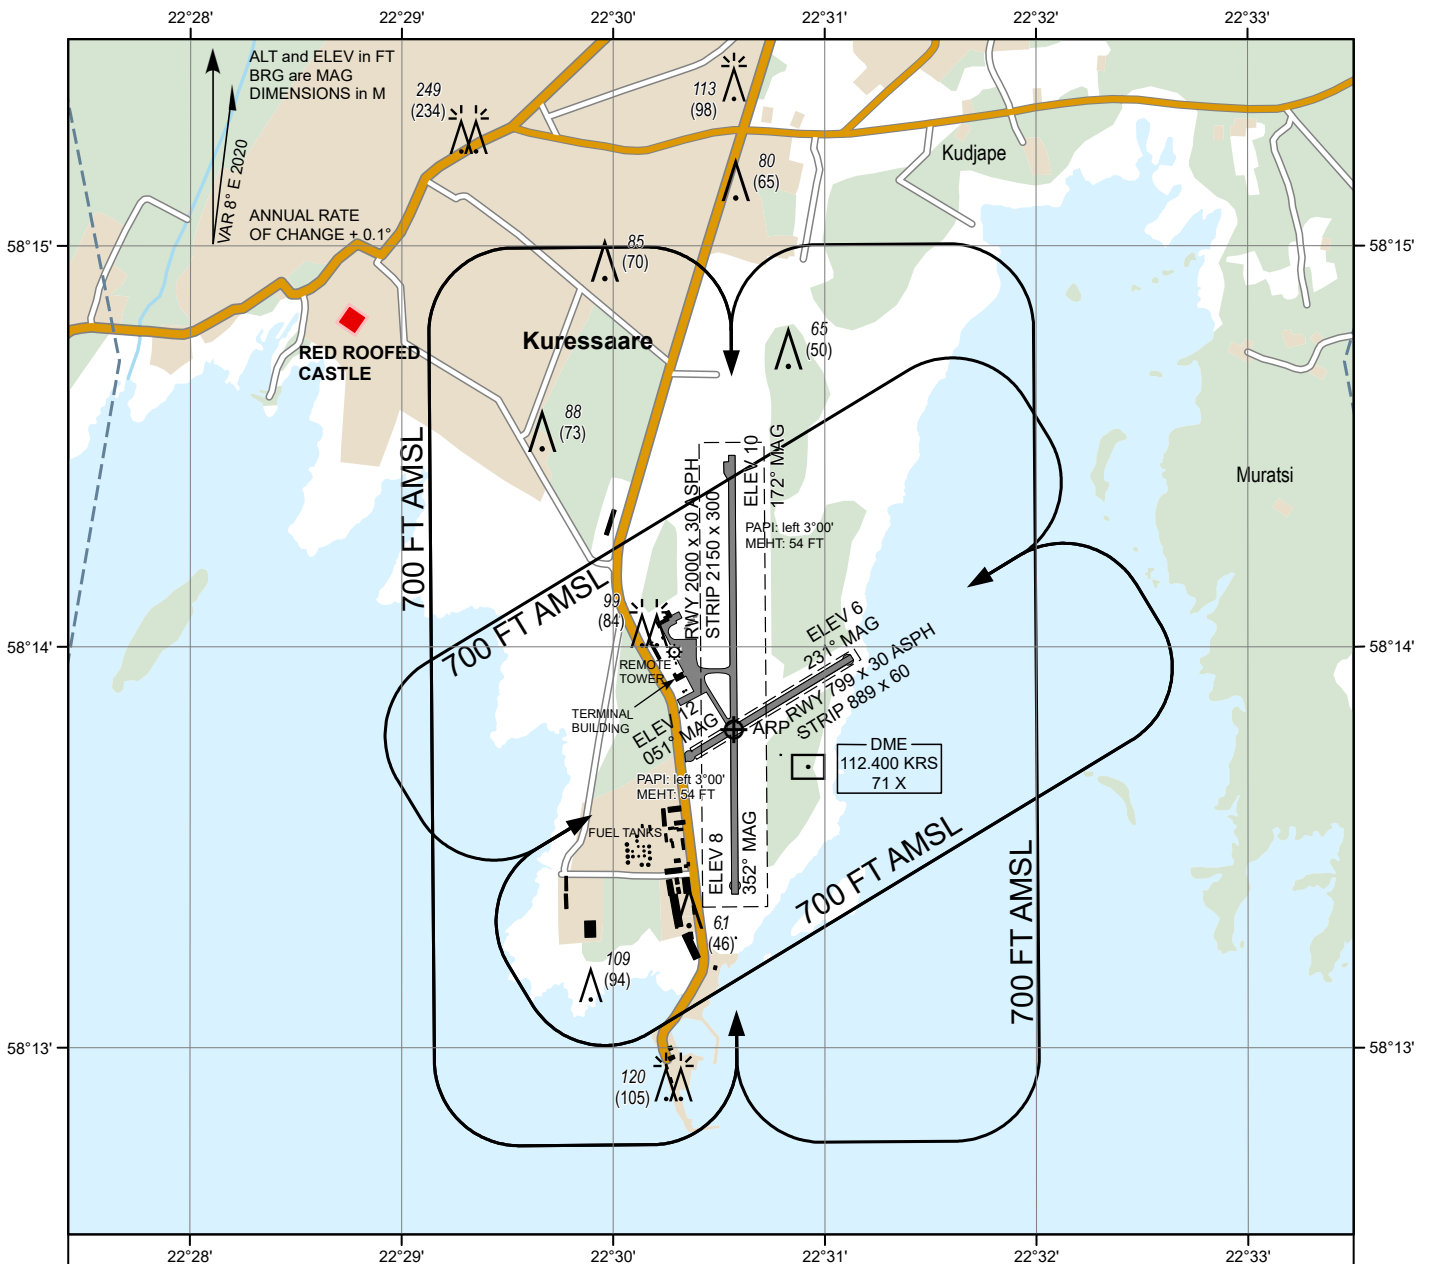 22°28'
22°29'
22°30'
22°31'
22°32'
22°33'
ALT and ELEV in FT
BRG are MAG
DIMENSIONS in M
VAR 8° E 2020
ANNUAL RATE
OF CHANGE + 0.1°
249
(234)
113
(98)
80
(65)
Kudjape
58°15'
58°15'
85
(70)
65
(50)
Kuressaare
RED ROOFED
CASTLE
88
(73)
Muratsi
700 FT AMSL
RWY 2000 x 30 ASPH
STRIP 2150 x 300
ELEV 10
172° MAG
PAPI: left 3°00'
MEHT: 54 FT
700 FT AMSL
99
(84)
58°14'
58°14'
REMOTE
TOWER
TERMINAL
BUILDING
ELEV 6
231° MAG
RWY 799 x 30 ASPH
STRIP 889 x 60
ELEV 12
051° MAG
ARP
DME
112.400 KRS
71 X
PAPI: left 3°00'
MEHT: 54 FT
FUEL TANKS
ELEV 8
352° MAG
700 FT AMSL
700 FT AMSL
61
(46)
109
(94)
58°13'
58°13'
120
(105)
22°28'
22°29'
22°30'
22°31'
22°32'
22°33'